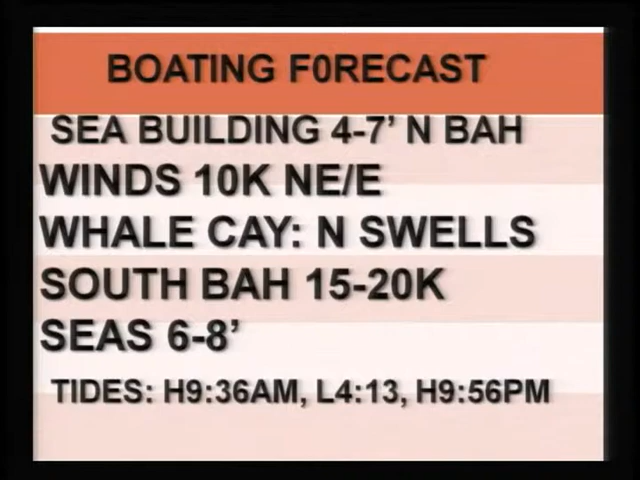 BOATING F0RECAST
SEA BUILDING 4-7' N BAH
WINDS 10K NE/E
WHALE CAY: N SWELLS
SOUTH BAH 15-20K
SEAS 6-8'
TIDES: H9:36AM, L4:13, H9:56PM